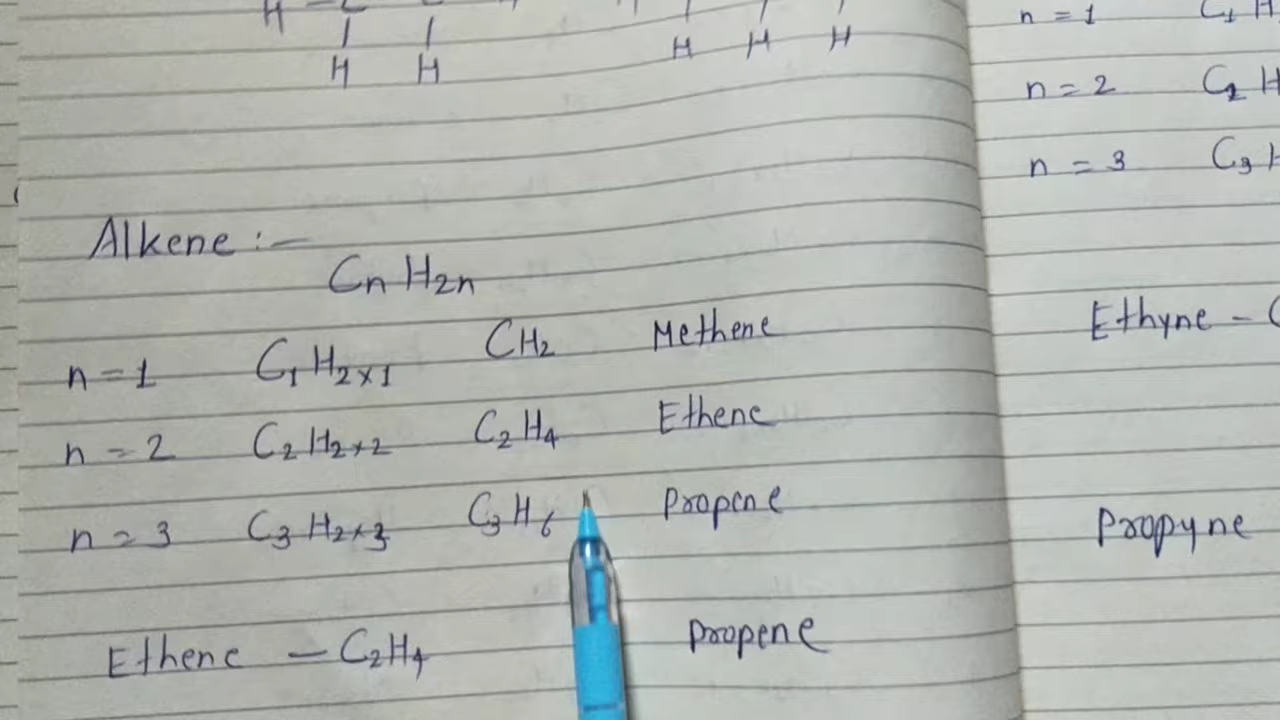 H
H H
H H H
Alkene :-
CnH2n
n = 1 C1H2×1 CH2 Methene
n = 2 C2H2×2 C2H4 Ethene
n = 3 C3H2×3 C3H6 Propene
Ethene - C2H4 Propene
n = 1 C1 H
n = 2 C2 H
n = 3 C3 H
Ethyne - C
Propyne